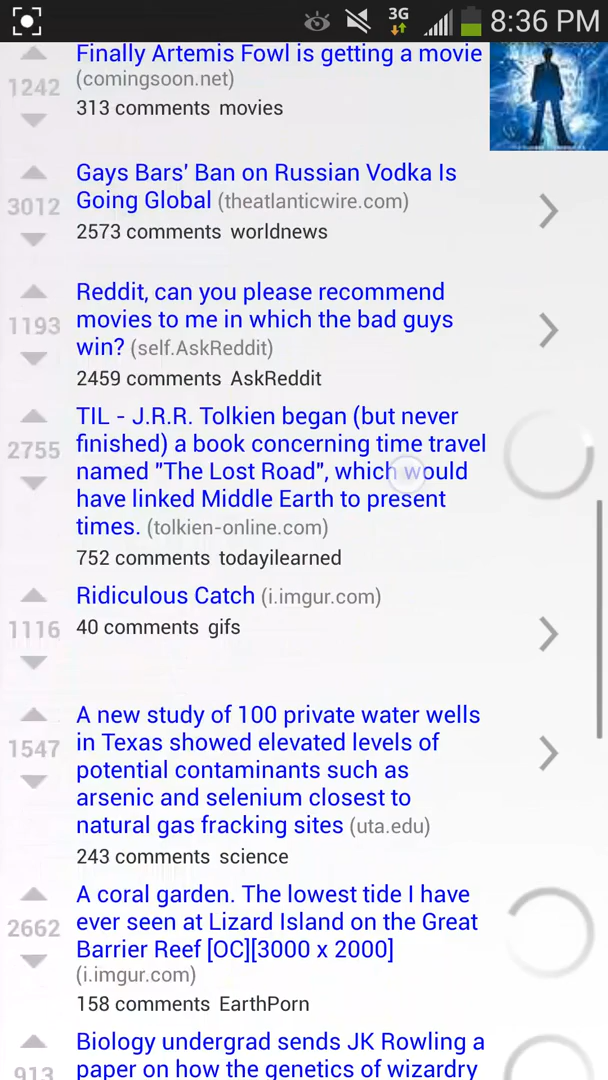 3G 8:36 PM
Finally Artemis Fowl is getting a movie
(comingsoon.net)
1242
313 comments movies
Gays Bars' Ban on Russian Vodka Is
Going Global (theatlanticwire.com)
3012
2573 comments worldnews
Reddit, can you please recommend
movies to me in which the bad guys
1193
win? (self.AskReddit)
2459 comments AskReddit
TIL - J.R.R. Tolkien began (but never
finished) a book concerning time travel
2755
named "The Lost Road", which would
have linked Middle Earth to present
times. (tolkien-online.com)
752 comments todayilearned
Ridiculous Catch (i.imgur.com)
1116
40 comments gifs
A new study of 100 private water wells
in Texas showed elevated levels of
1547
potential contaminants such as
arsenic and selenium closest to
natural gas fracking sites (uta.edu)
243 comments science
A coral garden. The lowest tide I have
ever seen at Lizard Island on the Great
2662
Barrier Reef [OC][3000 x 2000]
(i.imgur.com)
158 comments EarthPorn
Biology undergrad sends JK Rowling a
paper on how the genetics of wizardry
913